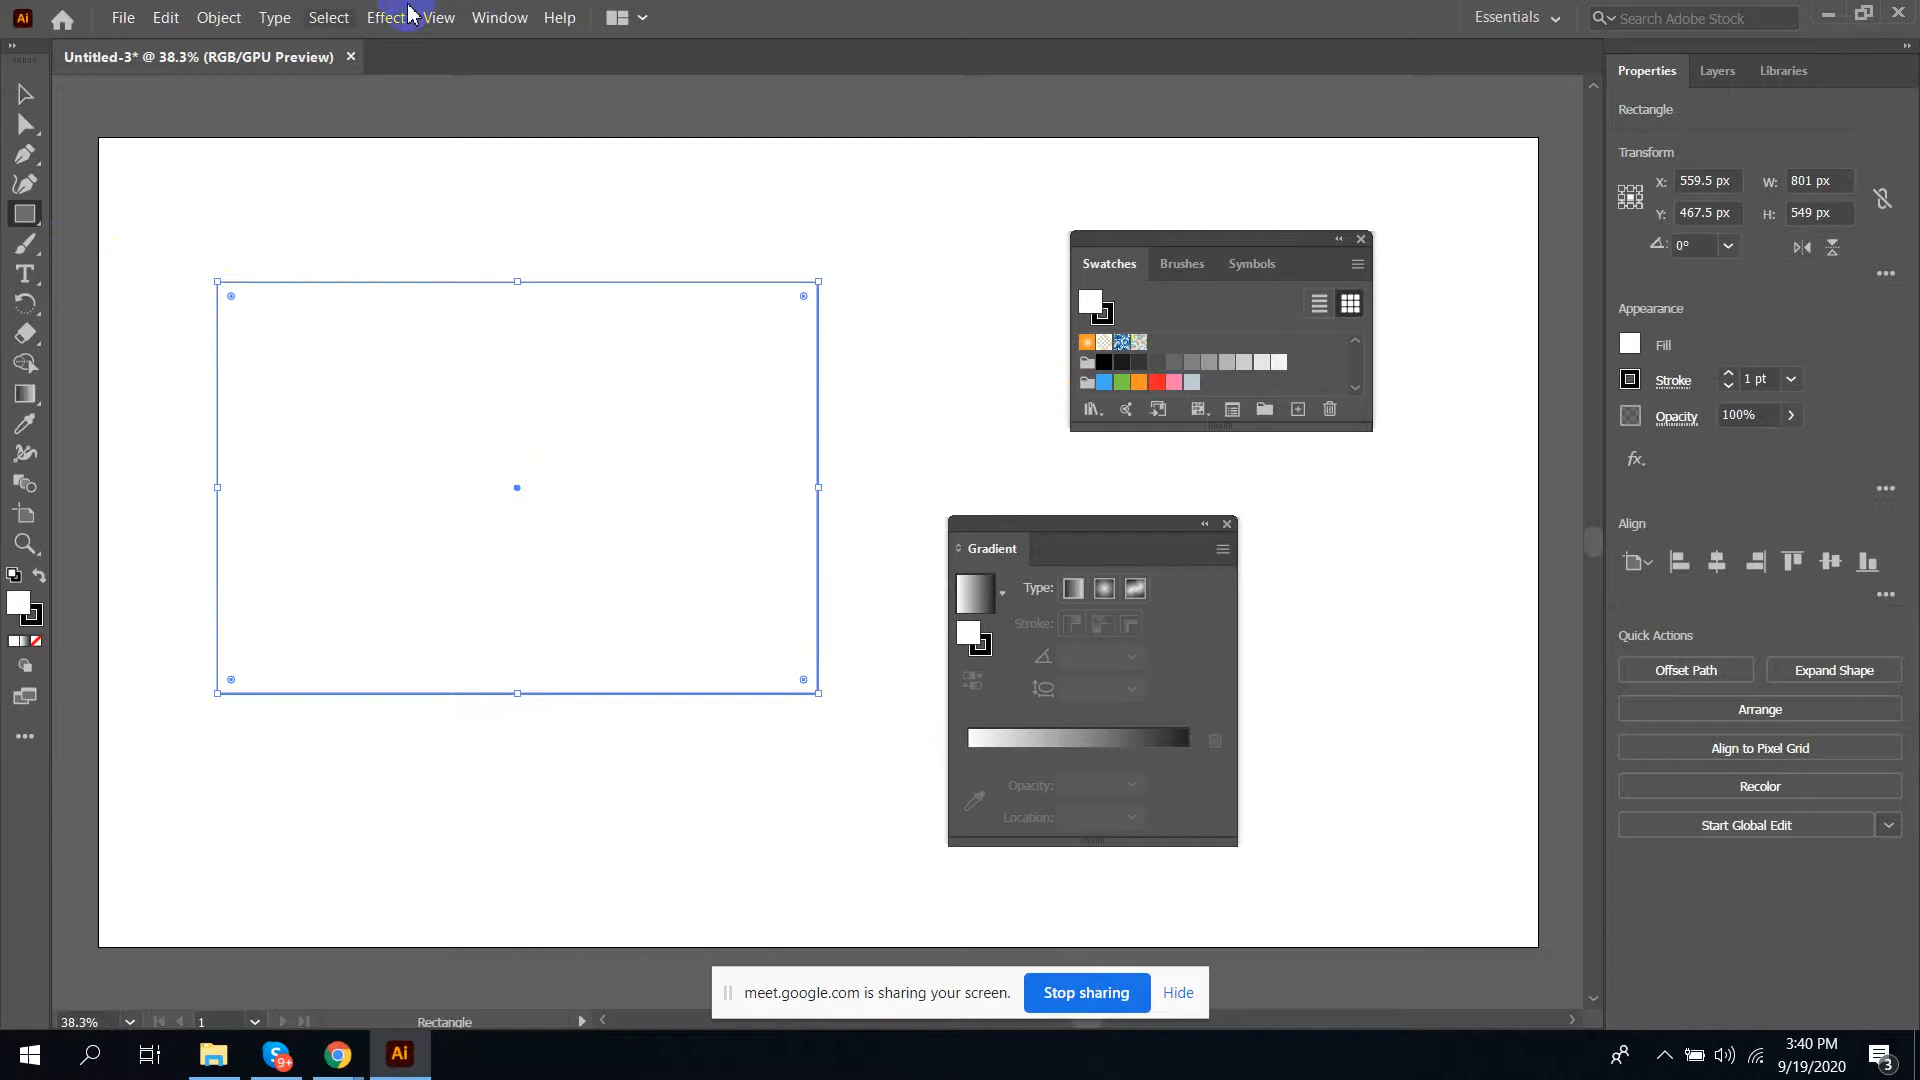 Ai File Edit Object Type Select Effect View Window Help Essentials Search Adobe Stock
Untitled-3* @ 38.3% (RGB/GPU Preview)
Properties Layers Libraries
Rectangle
Transform
X: 559.5 px W: 801 px
Y: 467.5 px H: 549 px
0°
Appearance
Fill
Stroke 1 pt
Opacity 100%
fx.
Align
Quick Actions
Offset Path Expand Shape
Arrange
Align to Pixel Grid
Recolor
Start Global Edit
Swatches Brushes Symbols
Gradient
Type:
Stroke:
Opacity:
Location:
meet.google.com is sharing your screen. Stop sharing Hide
38.3% 1 Rectangle
9+ Ai 3:40 PM
9/19/2020 3